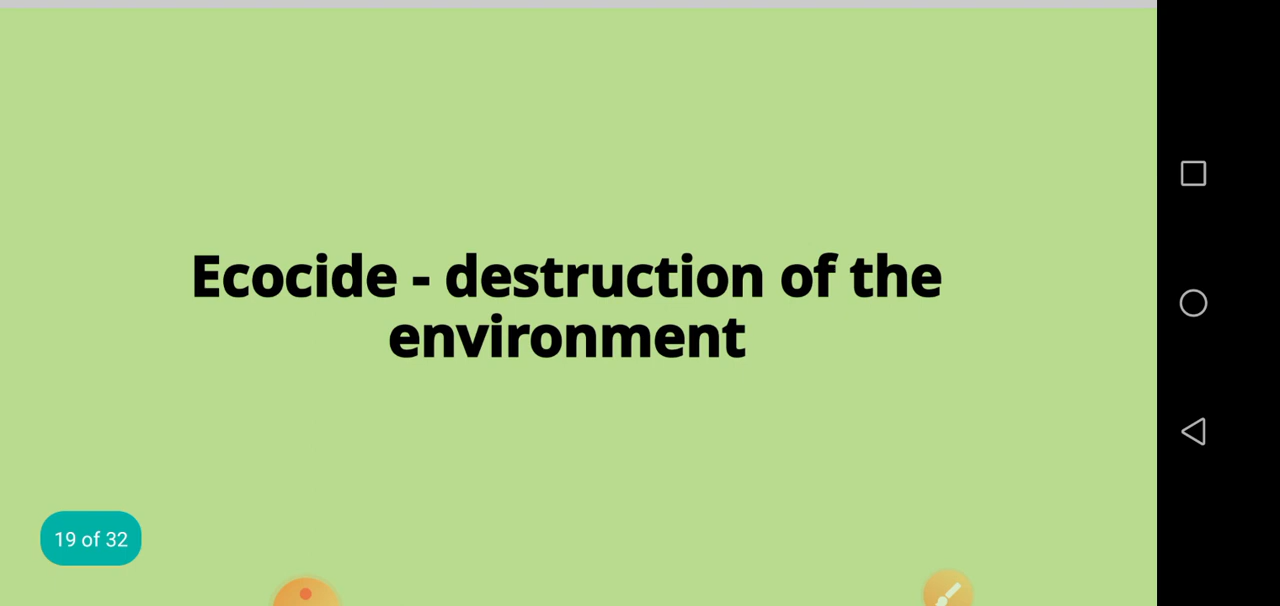 Ecocide - destruction of the
environment
19 of 32